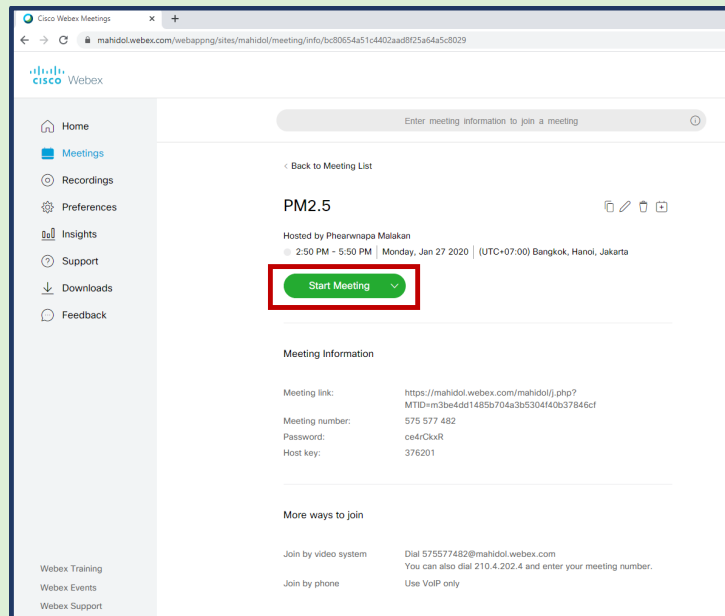 Cisco Webex Meetings
mahidol.webex.com/webappng/sites/mahidol/meeting/info/bc80654a51c4402aad8f25a64a5c8029
CISCO Webex
Enter meeting information to join a meeting
Home
Meetings
Recordings
Preferences
Insights
Support
Downloads
Feedback
Webex Training
Webex Events
Webex Support
< Back to Meeting List
PM2.5
Hosted by Phearwnapa Malakan
2:50 PM - 5:50 PM | Monday, Jan 27 2020 | (UTC+07:00) Bangkok, Hanoi, Jakarta
Start Meeting
Meeting Information
Meeting link: https://mahidol.webex.com/mahidol/j.php?
MTID=m3be4dd1485b704a3b5304f40b37846cf
Meeting number: 575 577 482
Password: ce4rCkxR
Host key: 376201
More ways to join
Join by video system Dial 575577482@mahidol.webex.com
You can also dial 210.4.202.4 and enter your meeting number.
Join by phone Use VoIP only